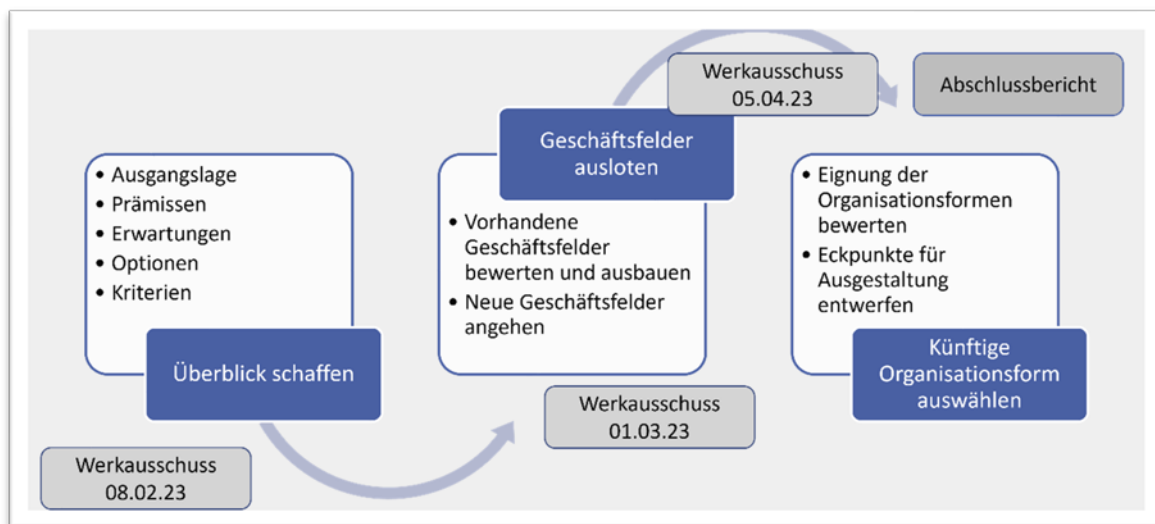 • Ausgangslage
• Prämissen
• Erwartungen
• Optionen
• Kriterien
Überblick schaffen
Werkausschuss
08.02.23
Geschäftsfelder
ausloten
• Vorhandene
Geschäftsfelder
bewerten und ausbauen
• Neue Geschäftsfelder
angehen
Werkausschuss
01.03.23
Werkausschuss
05.04.23
Abschlussbericht
• Eignung der
Organisationsformen
bewerten
• Eckpunkte für
Ausgestaltung
entwerfen
Künftige
Organisationsform
auswählen